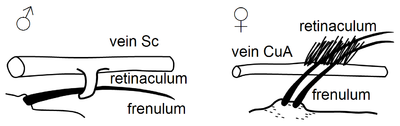 ♂
vein Sc
retinaculum
frenulum
♀
retinaculum
vein CuA
frenulum